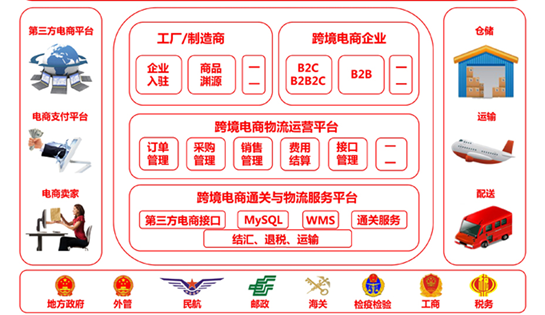 第三方电商平台
电商支付平台
电商卖家
工厂/制造商
企业
入驻
商品
渊源
跨境电商企业
B2C
B2B2C
B2B
跨境电商物流运营平台
订单
管理
采购
管理
销售
管理
费用
结算
接口
管理
跨境电商通关与物流服务平台
第三方电商接口
MySQL
WMS
通关服务
结汇、退税、运输
仓储
运输
配送
地方政府
外管
民航
邮政
海关
检疫检验
工商
税务